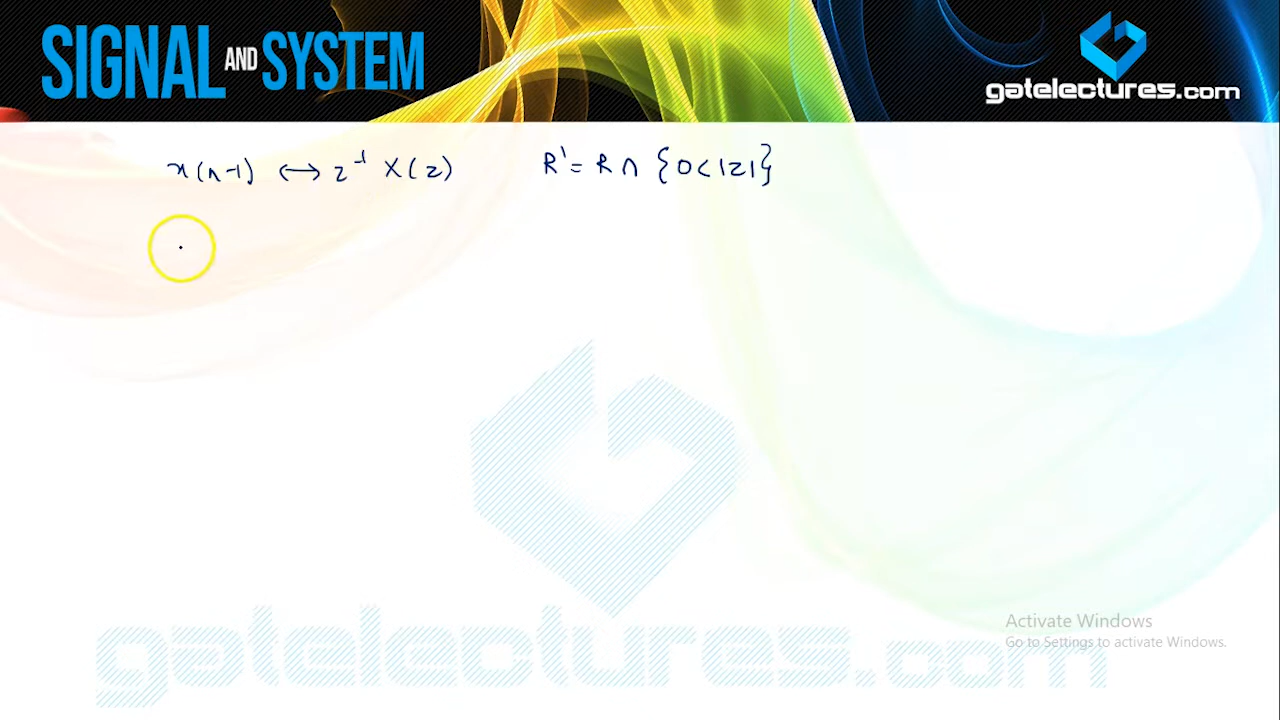 SIGNAL AND SYSTEM
gatelectures.com
x(n-1) ↔ z⁻¹ X(z) R' = R ∩ {0<|z|}
gatelectures.com
Activate Windows
Go to Settings to activate Windows.